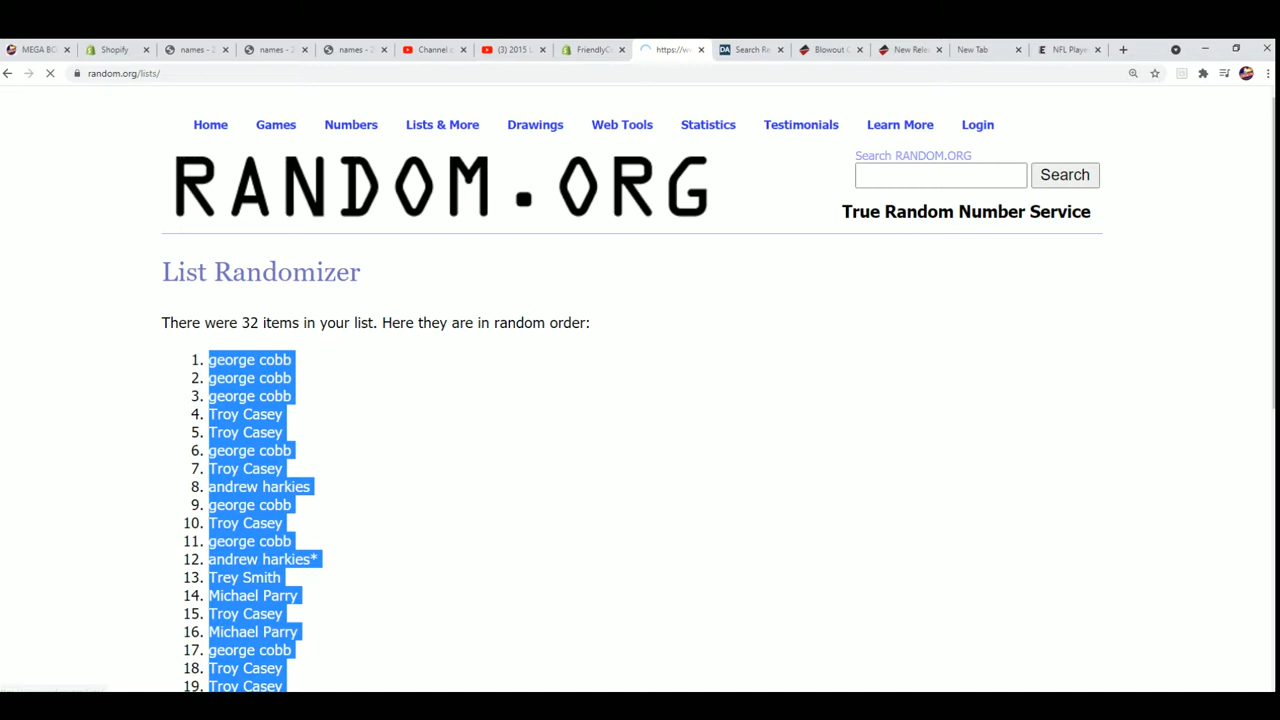 MEGA BO
Shopify
names - 2
names - 2
names - 2
Channel c
(3) 2015 L
FriendlyC
https://w
Search Re
Blowout C
New Rele
New Tab
NFL Playe
random.org/lists/
Home Games Numbers Lists & More Drawings Web Tools Statistics Testimonials Learn More Login
RANDOM.ORG
Search RANDOM.ORG
Search
True Random Number Service
List Randomizer
There were 32 items in your list. Here they are in random order:
1. george cobb
2. george cobb
3. george cobb
4. Troy Casey
5. Troy Casey
6. george cobb
7. Troy Casey
8. andrew harkies
9. george cobb
10. Troy Casey
11. george cobb
12. andrew harkies*
13. Trey Smith
14. Michael Parry
15. Troy Casey
16. Michael Parry
17. george cobb
18. Troy Casey
19. Troy Casey